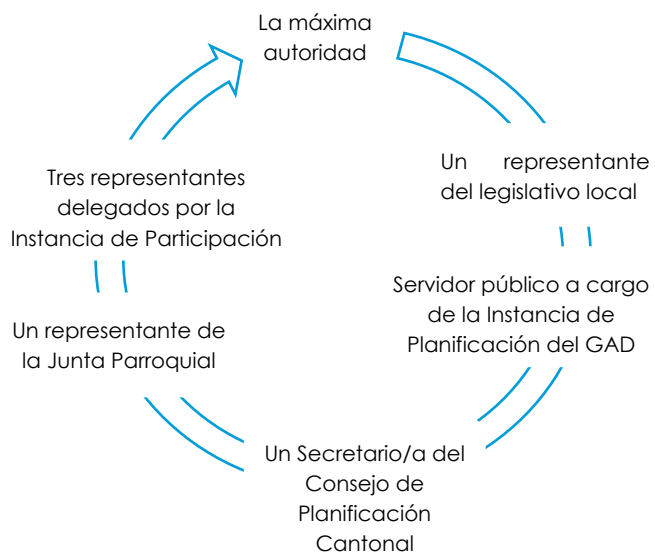 La máxima
autoridad
Un representante
del legislativo local
Servidor público a cargo
de la Instancia de
Planificación del GAD
Un Secretario/a del
Consejo de
Planificación
Cantonal
Un representante de
la Junta Parroquial
Tres representantes
delegados por la
Instancia de Participación